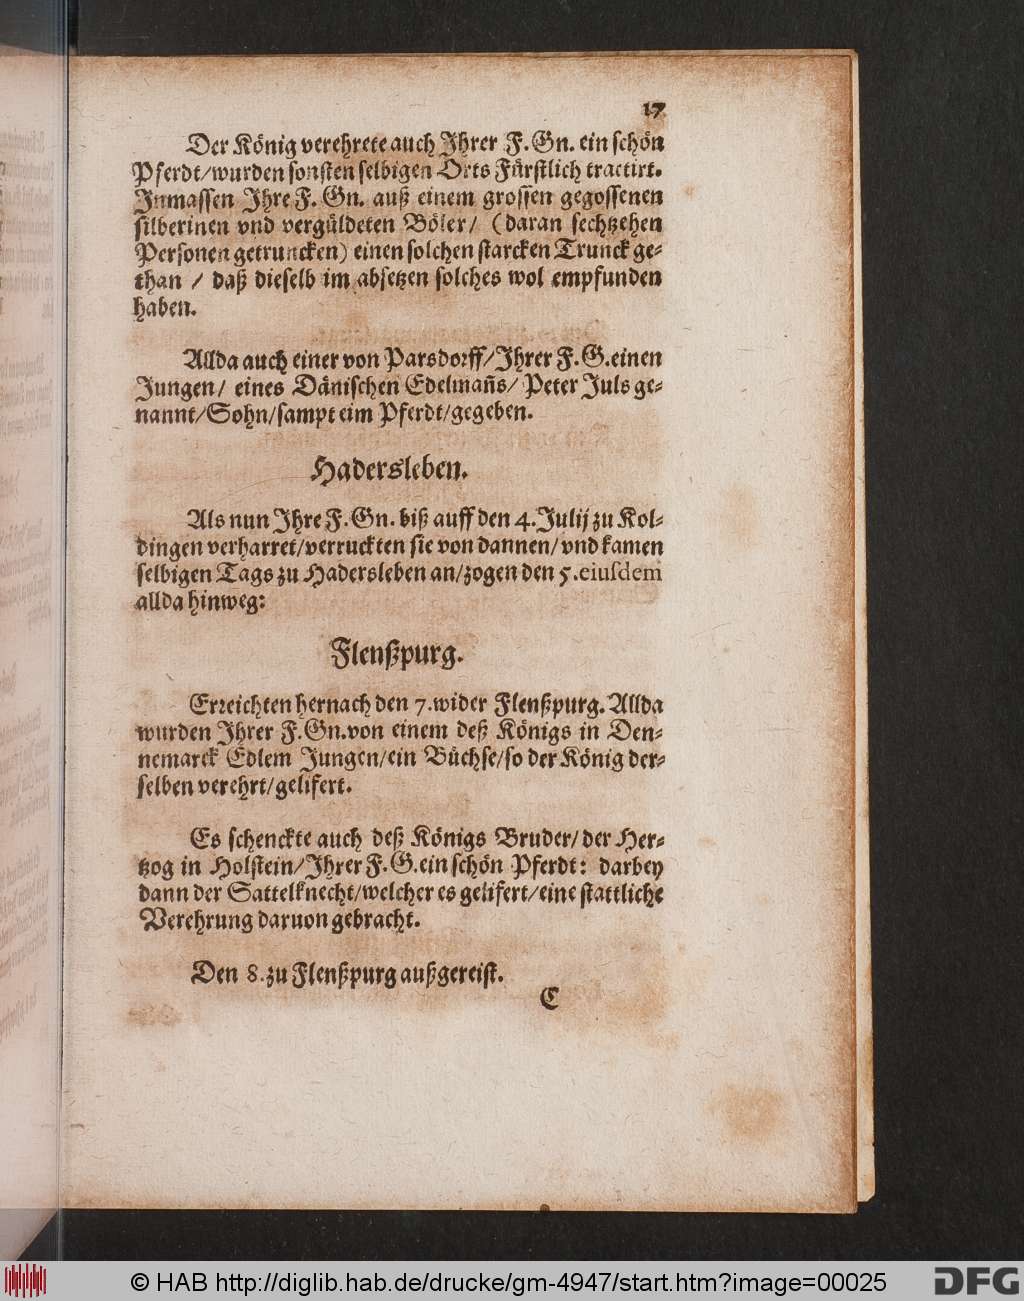 17
Der König verehrete auch Ihrer F. Gn. ein schön
Pferdt/wurden sonsten selbigen Orts Fürstlich tractirt.
Inmassen Ihre F. Gn. auß einem grossen gegossenen
silberinen vnd vergüldeten Böler/ (daran sechtzehen
Personen getruncken) einen solchen starcken Trunck ge-
than / daß dieselb im absetzen solches wol empfunden
haben.
Allda auch einer von Parsdorff/Ihrer F. G. einen
Jungen/ eines Dänischen Edelmañs/ Peter Juls ge-
nannt/Sohn/sampt eim Pferdt/gegeben.
Hadersleben.
Als nun Ihre F. Gn. biß auff den 4. Julij zu Kol-
dingen verharret/verruckten sie von dannen/vnd kamen
selbigen Tags zu Hadersleben an/zogen den 5. eiusdem
allda hinweg:
Flenßpurg.
Erreichten hernach den 7. wider Flenßpurg. Allda
wurden Ihrer F. Gn. von einem deß Königs in Den-
nemarck Edlem Jungen/ein Büchse/so der König der-
selben verehrt/gelifert.
Es schenckte auch deß Königs Bruder/ der Her-
tzog in Holstein/Ihrer F. G. ein schön Pferdt: darbey
dann der Sattelknecht/welcher es gelifert/eine stattliche
Verehrung daruon gebracht.
Den 8. zu Flenßpurg außgereist.
C
© HAB http://diglib.hab.de/drucke/gm-4947/start.htm?image=00025
DFG